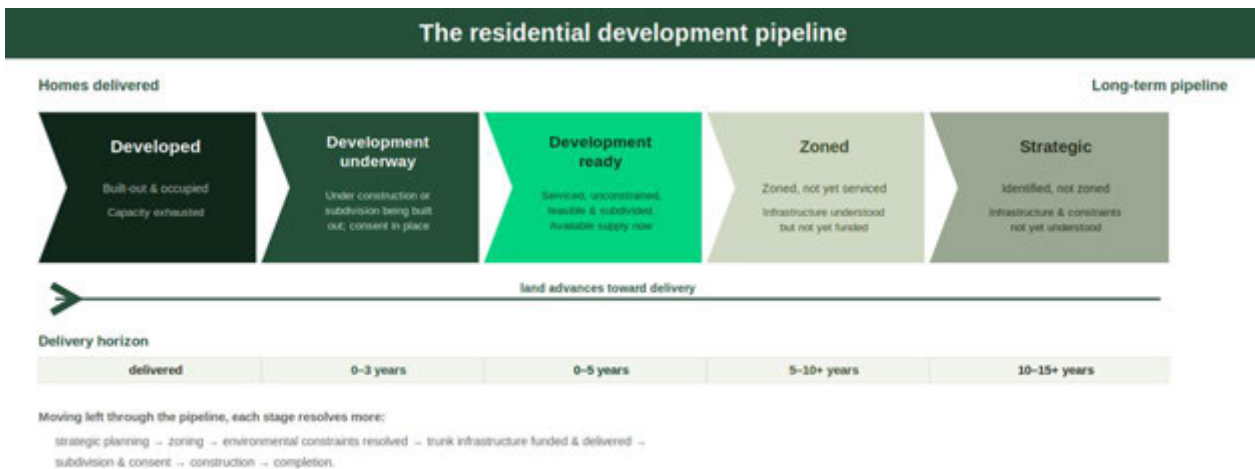 The residential development pipeline
Homes delivered
Long-term pipeline
Developed
Built-out & occupied
Capacity exhausted
Development
underway
Under construction or
subdivision being built
out; consent in place
Development
ready
Serviced, unconstrained,
feasible & subdivided.
Available supply now
Zoned
Zoned, not yet serviced
Infrastructure understood
but not yet funded
Strategic
Identified, not zoned
Infrastructure & constraints
not yet understood
land advances toward delivery
Delivery horizon
delivered
0–3 years
0–5 years
5–10+ years
10–15+ years
Moving left through the pipeline, each stage resolves more:
strategic planning → zoning → environmental constraints resolved → trunk infrastructure funded & delivered →
subdivision & consent → construction → completion.